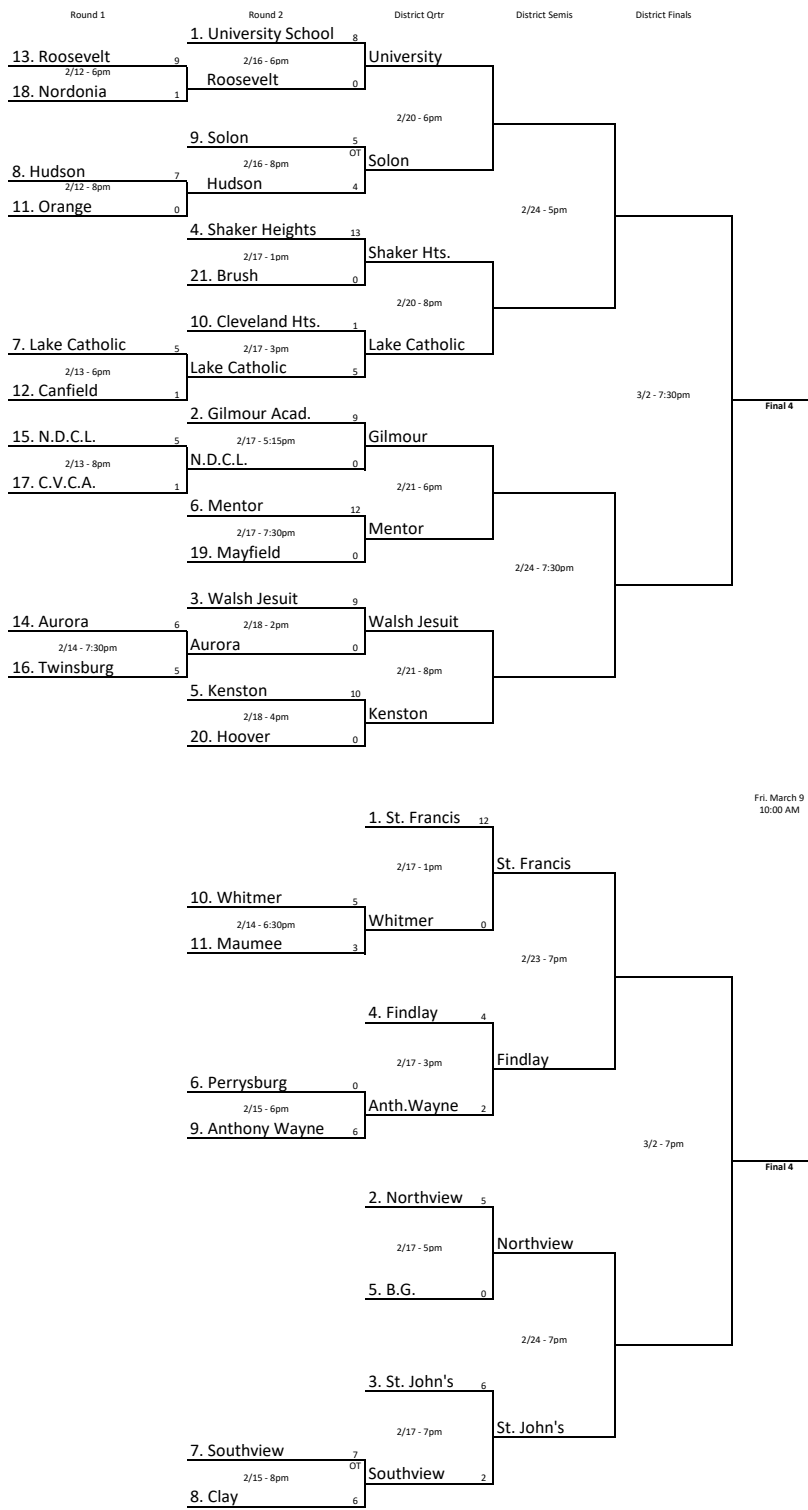 Round 1 Round 2 District Qrtr District Semis District Finals
1. University School 8
13. Roosevelt 9 University
2/12 - 6pm 2/16 - 6pm
Roosevelt 0
18. Nordonia 1
2/20 - 6pm
9. Solon 5
OT
2/16 - 8pm Solon
8. Hudson 7
2/12 - 8pm Hudson 4
11. Orange 0
2/24 - 5pm
4. Shaker Heights 13
2/17 - 1pm Shaker Hts.
21. Brush 0
2/20 - 8pm
10. Cleveland Hts. 1
7. Lake Catholic 5 2/17 - 3pm Lake Catholic
2/13 - 6pm Lake Catholic 5
12. Canfield 1
3/2 - 7:30pm
Final 4
2. Gilmour Acad. 9
15. N.D.C.L. 5 2/17 - 5:15pm Gilmour
2/13 - 8pm N.D.C.L. 0
17. C.V.C.A. 1
2/21 - 6pm
6. Mentor 12
2/17 - 7:30pm Mentor
19. Mayfield 0
2/24 - 7:30pm
3. Walsh Jesuit 9
14. Aurora 6 2/18 - 2pm Walsh Jesuit
2/14 - 7:30pm Aurora 0
16. Twinsburg 5
2/21 - 8pm
5. Kenston 10
2/18 - 4pm Kenston
20. Hoover 0
Fri. March 9
10:00 AM
1. St. Francis 12
2/17 - 1pm St. Francis
10. Whitmer 5
2/14 - 6:30pm Whitmer 0
11. Maumee 3
2/23 - 7pm
4. Findlay 4
2/17 - 3pm Findlay
6. Perrysburg 0
2/15 - 6pm Anth.Wayne 2
9. Anthony Wayne 6
3/2 - 7pm
Final 4
2. Northview 5
2/17 - 5pm Northview
5. B.G. 0
2/24 - 7pm
3. St. John's 6
2/17 - 7pm St. John's
7. Southview 7
OT
2/15 - 8pm Southview 2
8. Clay 6